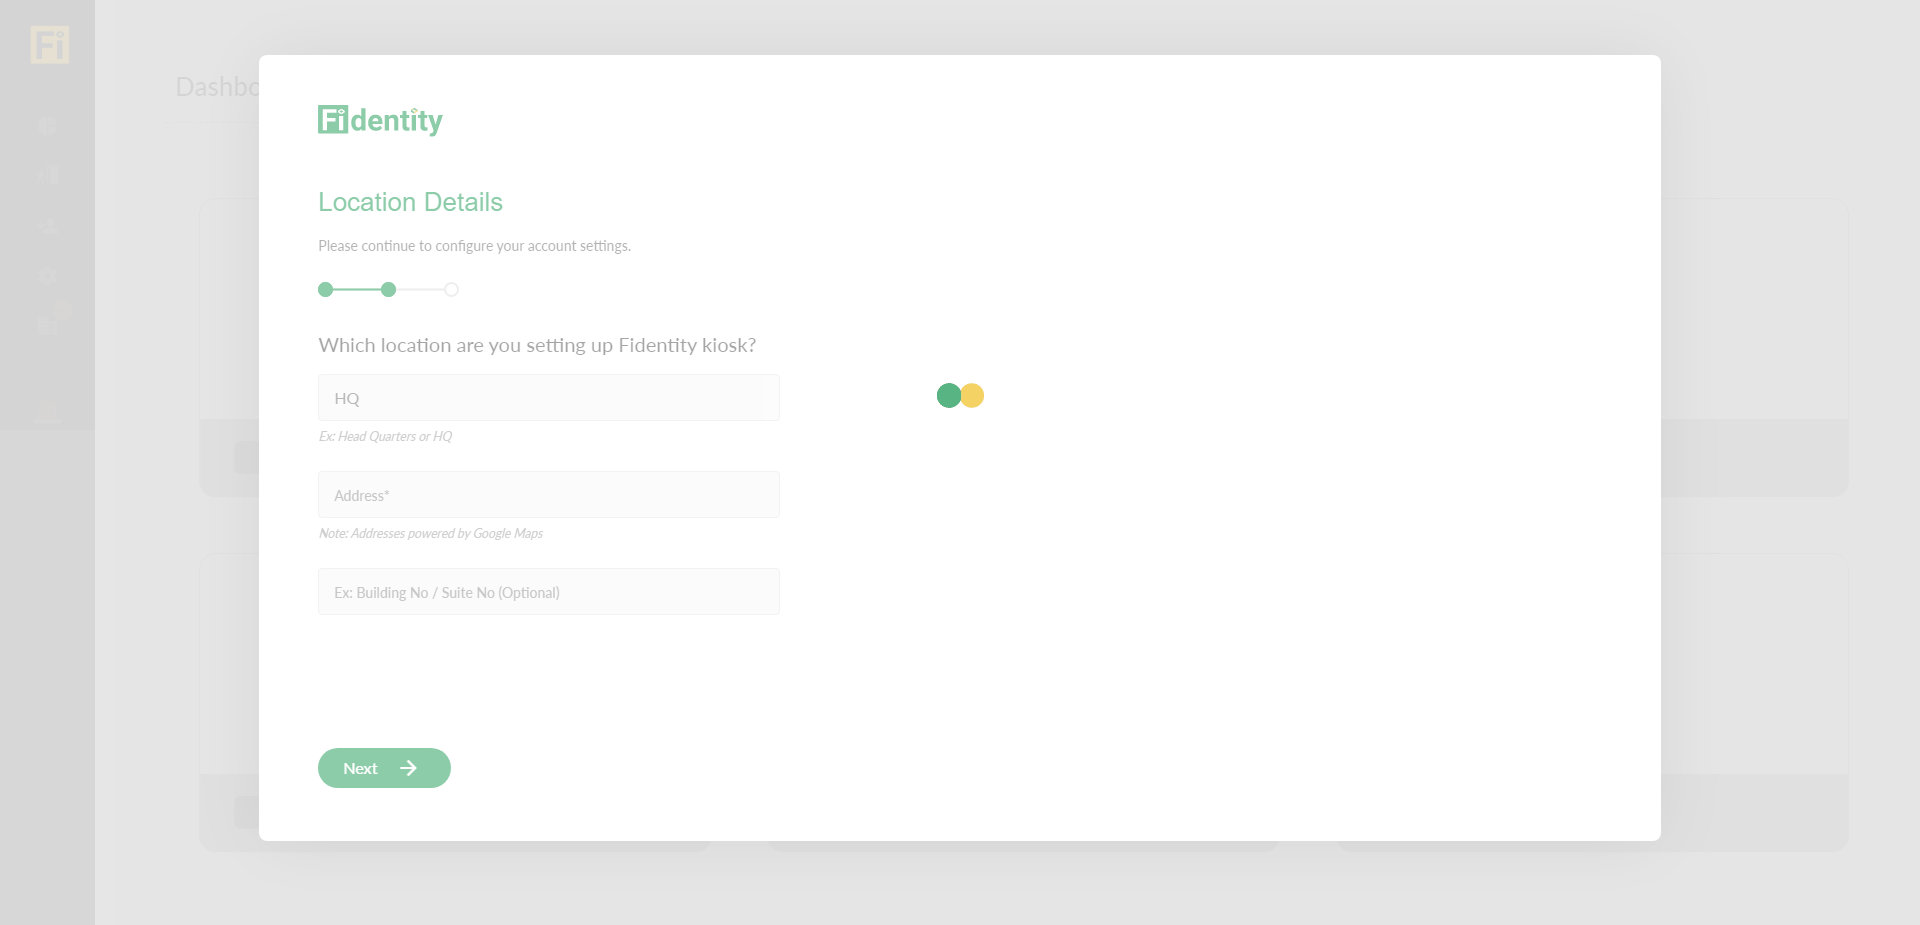 Fi
Dashbo
Fidentity
Location Details
Please continue to configure your account settings.
Which location are you setting up Fidentity kiosk?
HQ
Ex: Head Quarters or HQ
Address*
Note: Addresses powered by Google Maps
Ex: Building No / Suite No (Optional)
Next